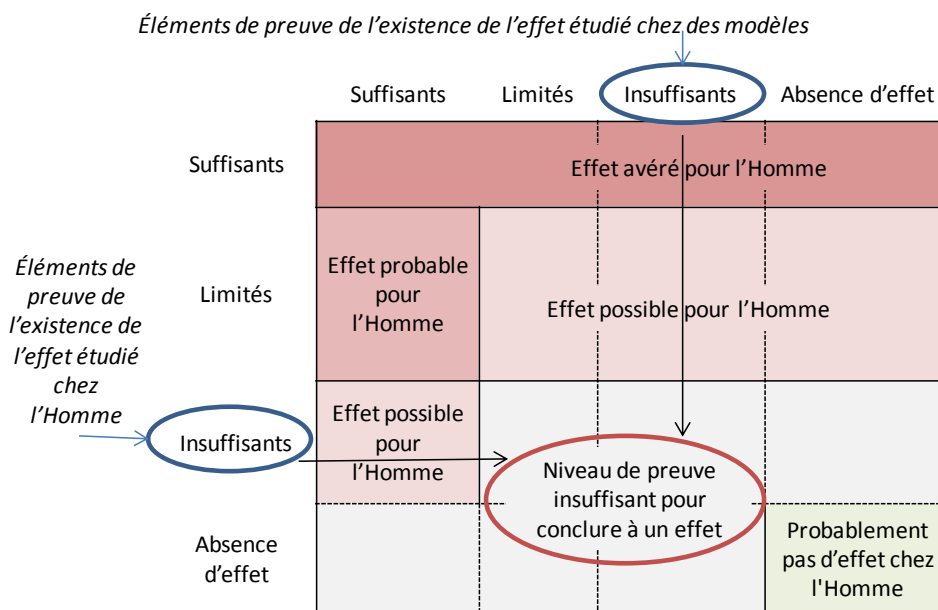 Éléments de preuve de l’existence de l’effet étudié chez des modèles
Suffisants Limités Insuffisants Absence d’effet
Suffisants
Effet avéré pour l’Homme
Éléments de
preuve de
l’existence de
l’effet étudié
chez
l’Homme
Limités
Effet probable
pour
l’Homme
Effet possible pour l’Homme
Insuffisants
Effet possible
pour
l’Homme
Niveau de preuve
insuffisant pour
conclure à un effet
Absence
d’effet
Probablement
pas d’effet chez
l'Homme